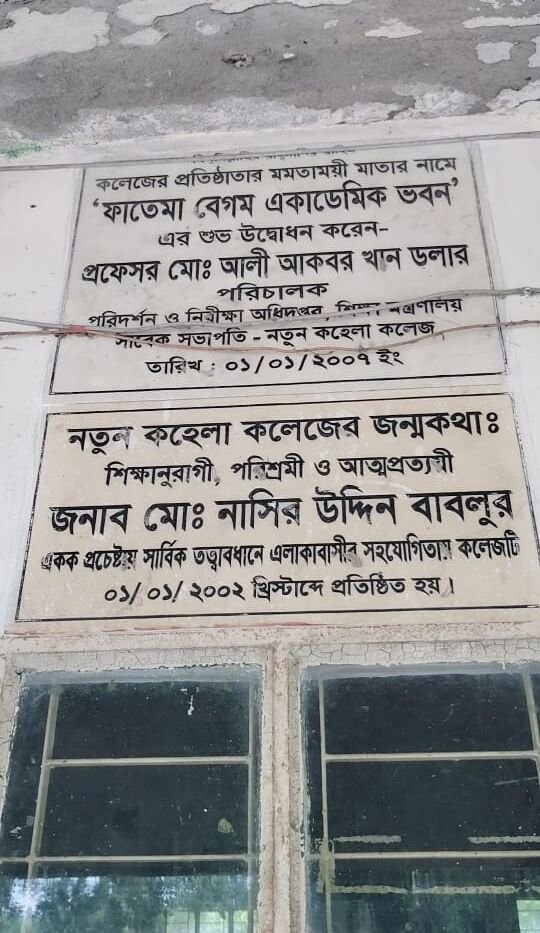 কলেজের প্রতিষ্ঠাতার মমতাময়ী মাতার নামে
‘ফাতেমা বেগম একাডেমিক ভবন’
এর শুভ উদ্বোধন করেন-
প্রফেসর মোঃ আলী আকবর খান ডলার
পরিচালক
পরিদর্শন ও নিরীক্ষা অধিদপ্তর, শিক্ষা মন্ত্রণালয়
সাবেক সভাপতি - নতুন কহেলা কলেজ
তারিখ : ০১/০১/২০০৭ ইং
নতুন কহেলা কলেজের জন্মকথাঃ
শিক্ষানুরাগী, পরিশ্রমী ও আত্মপ্রত্যয়ী
জনাব মোঃ নাসির উদ্দিন বাবলুর
একক প্রচেষ্টায় সার্বিক তত্ত্বাবধানে এলাকাবাসীর সহযোগিতায় কলেজটি
০১/ ০১/ ২০০২ খ্রিস্টাব্দে প্রতিষ্ঠিত হয়।